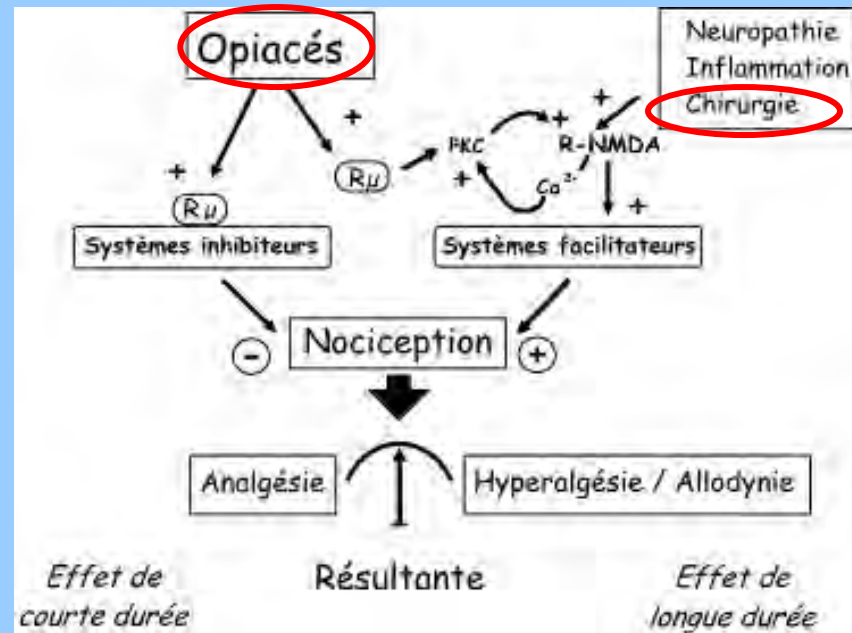 Opiacés
Neuropathie
Inflammation
Chirurgie
+
+
+
+
Rμ
PKC
R-NMDA
Rμ
+
Ca²⁺
+
Systèmes inhibiteurs
Systèmes facilitateurs
-
Nociception
+
Analgésie
Hyperalgésie / Allodynie
Effet de
courte durée
Résultante
Effet de
longue durée